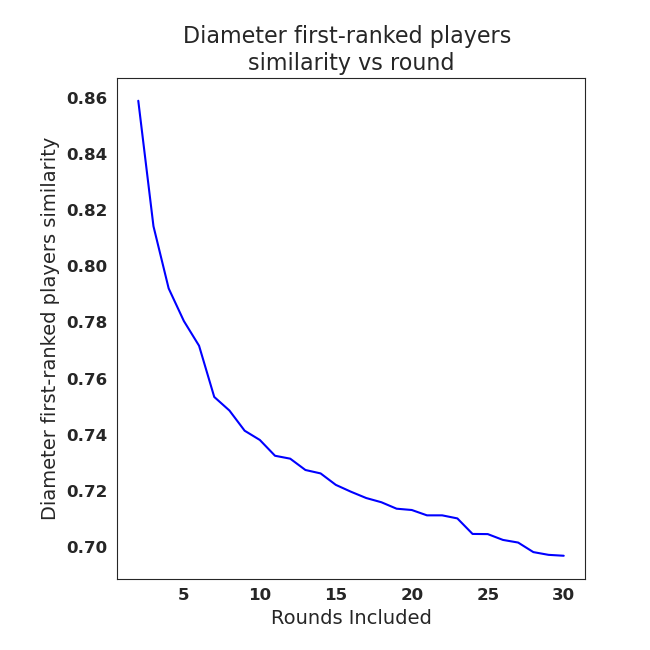 Diameter first-ranked players
similarity vs round
Diameter first-ranked players similarity
0.86
0.84
0.82
0.80
0.78
0.76
0.74
0.72
0.70
5 10 15 20 25 30
Rounds Included